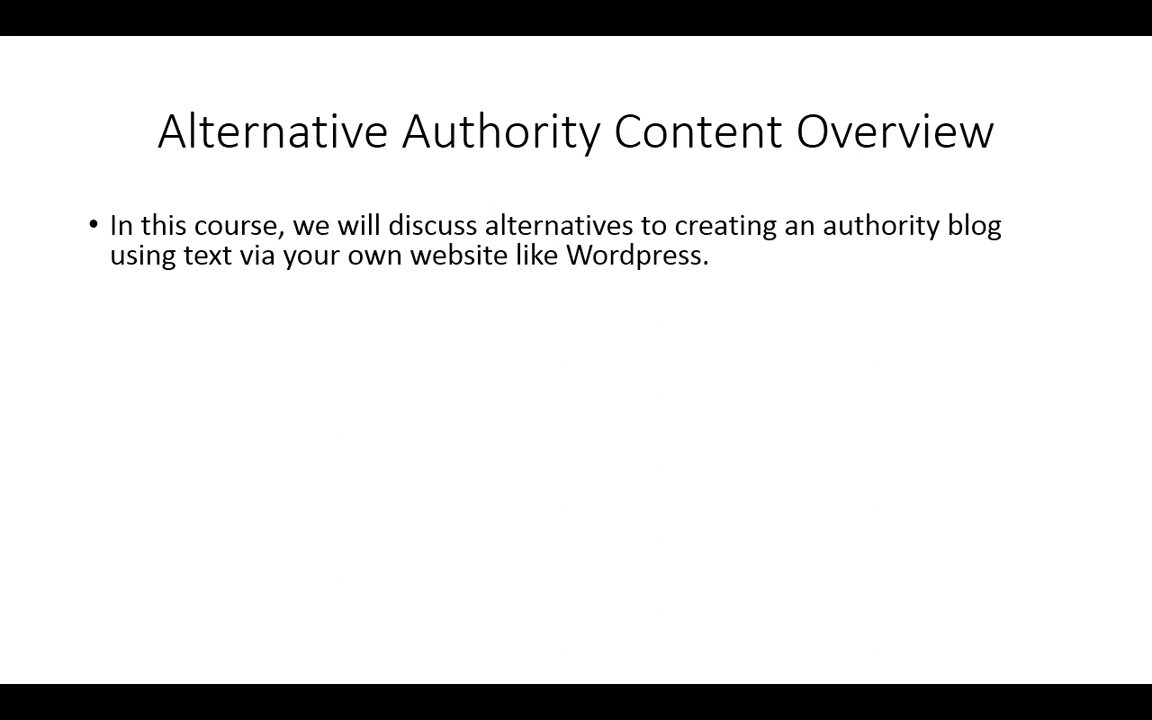 Alternative Authority Content Overview
• In this course, we will discuss alternatives to creating an authority blog
using text via your own website like Wordpress.